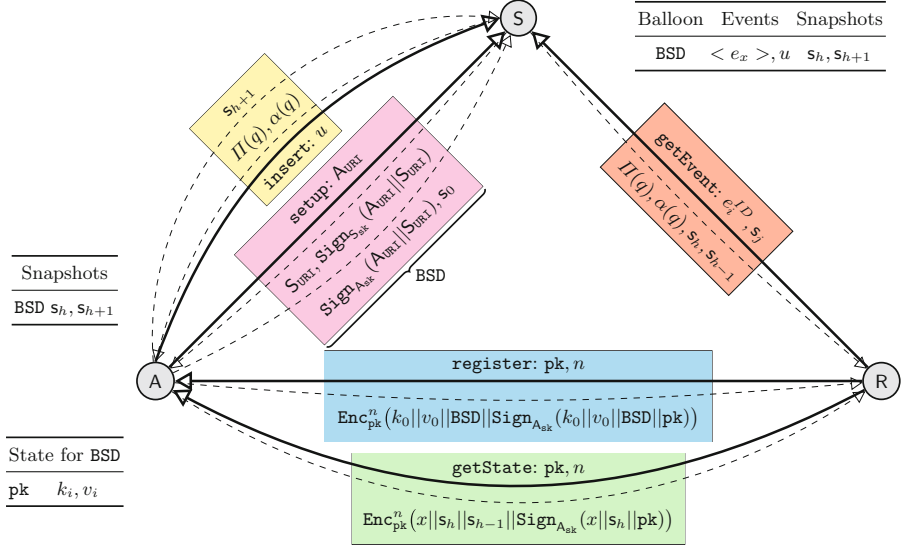 S
Balloon Events Snapshots
BSD < e_x >, u s_h, s_{h+1}
s_{h+1}
Π(q), α(q)
insert: u
setup: A_URI
S_URI, Sign_{S_sk}(A_URI||S_URI)
Sign_{A_sk}(A_URI||S_URI), s_0
BSD
getEvent: e_i^{ID}, s_j
Π(q), α(q), s_h, s_{h-1}
Snapshots
BSD s_h, s_{h+1}
A
R
register: pk, n
Enc_pk^n(k_0||v_0||BSD||Sign_{A_sk}(k_0||v_0||BSD||pk))
State for BSD
pk k_i, v_i
getState: pk, n
Enc_pk^n(x||s_h||s_{h-1}||Sign_{A_sk}(x||s_h||pk))